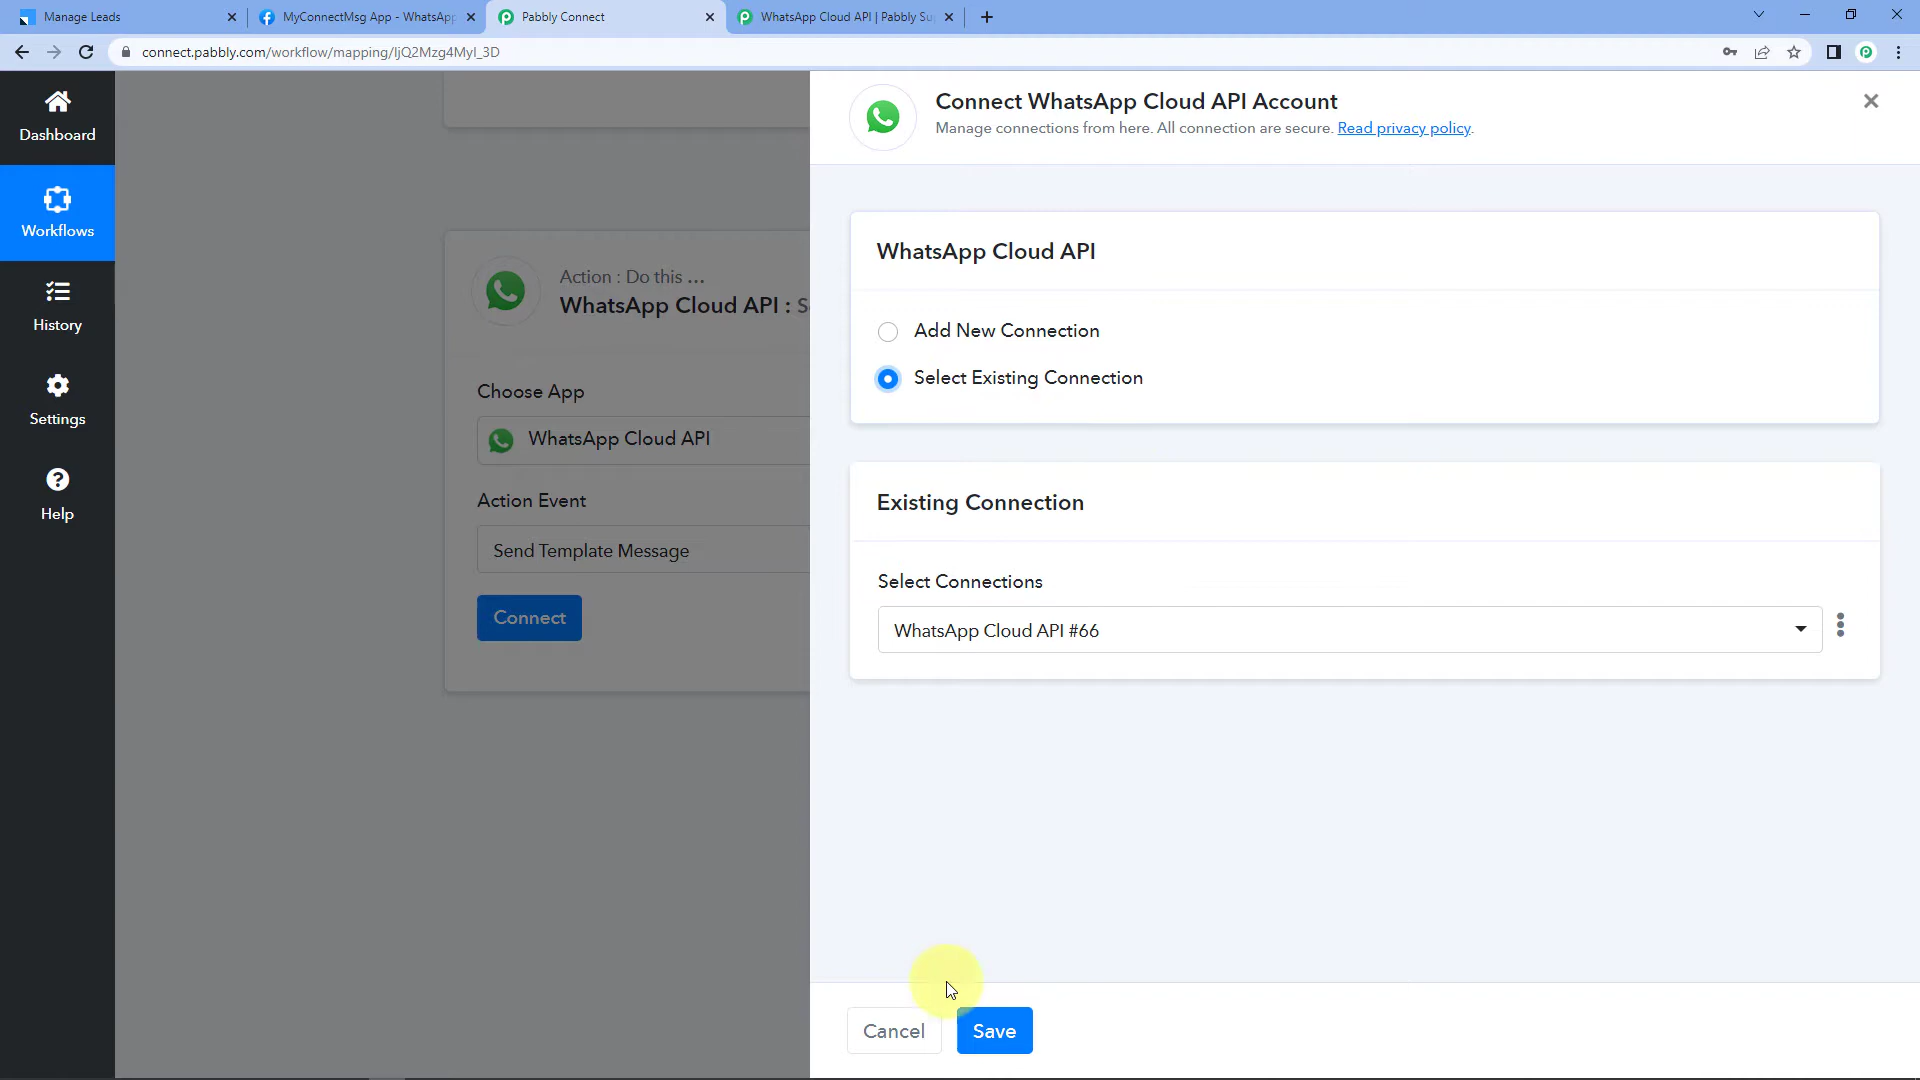 Manage Leads
MyConnectMsg App - WhatsApp
Pabbly Connect
WhatsApp Cloud API | Pabbly Su
connect.pabbly.com/workflow/mapping/IjQ2Mzg4MyI_3D
Dashboard
Workflows
History
Settings
Help
Action : Do this ...
WhatsApp Cloud API : S
Choose App
WhatsApp Cloud API
Action Event
Send Template Message
Connect
Connect WhatsApp Cloud API Account
Manage connections from here. All connection are secure. Read privacy policy.
WhatsApp Cloud API
Add New Connection
Select Existing Connection
Existing Connection
Select Connections
WhatsApp Cloud API #66
Cancel
Save